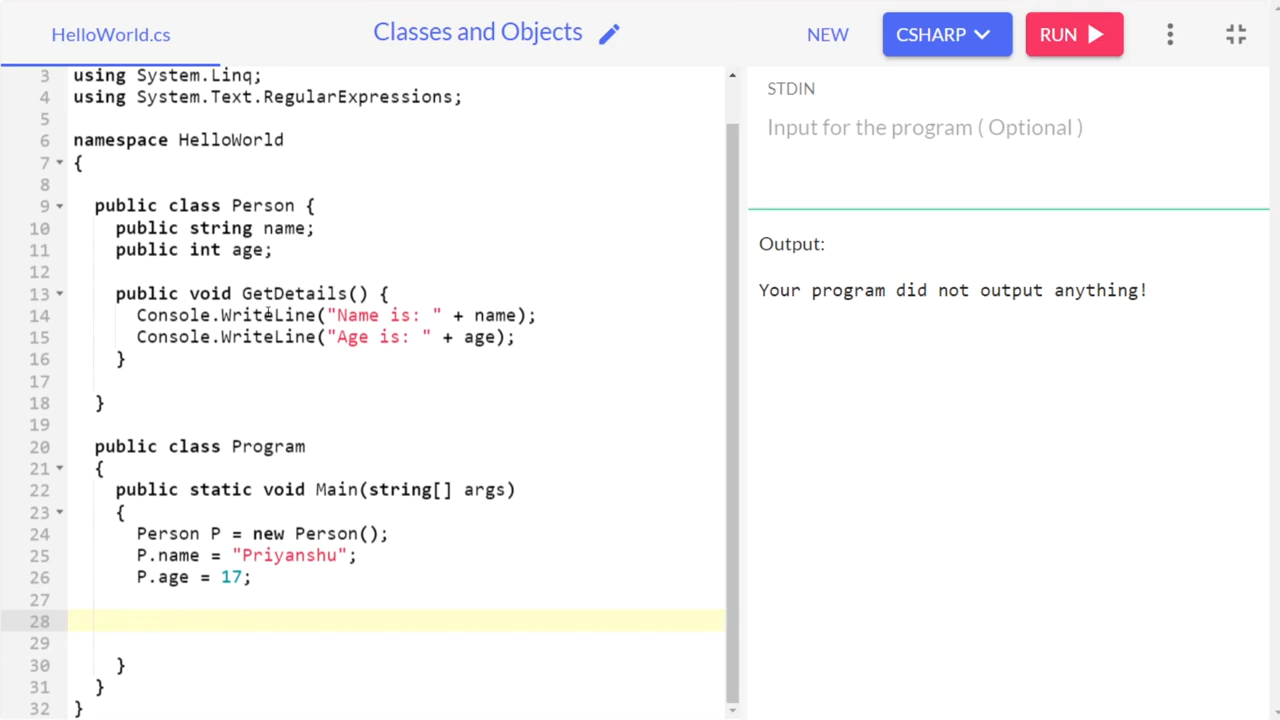 HelloWorld.cs
Classes and Objects
NEW
CSHARP
RUN
3 using System.Linq;
4 using System.Text.RegularExpressions;
5
6 namespace HelloWorld
7 {
8
9 public class Person {
10 public string name;
11 public int age;
12
13 public void GetDetails() {
14 Console.WriteLine("Name is: " + name);
15 Console.WriteLine("Age is: " + age);
16 }
17
18 }
19
20 public class Program
21 {
22 public static void Main(string[] args)
23 {
24 Person P = new Person();
25 P.name = "Priyanshu";
26 P.age = 17;
27
28
29
30 }
31 }
32 }
STDIN
Input for the program ( Optional )
Output:
Your program did not output anything!